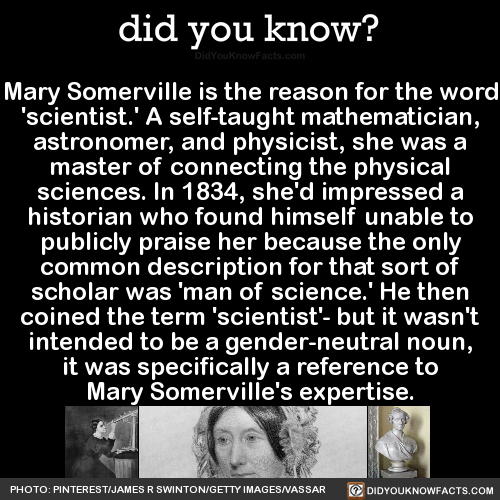 did you know?
DidYouKnowFacts.com
Mary Somerville is the reason for the word
'scientist.' A self-taught mathematician,
astronomer, and physicist, she was a
master of connecting the physical
sciences. In 1834, she'd impressed a
historian who found himself unable to
publicly praise her because the only
common description for that sort of
scholar was 'man of science.' He then
coined the term 'scientist'- but it wasn't
intended to be a gender-neutral noun,
it was specifically a reference to
Mary Somerville's expertise.
PHOTO: PINTEREST/JAMES R SWINTON/GETTY IMAGES/VASSAR
? DIDYOUKNOWFACTS.COM